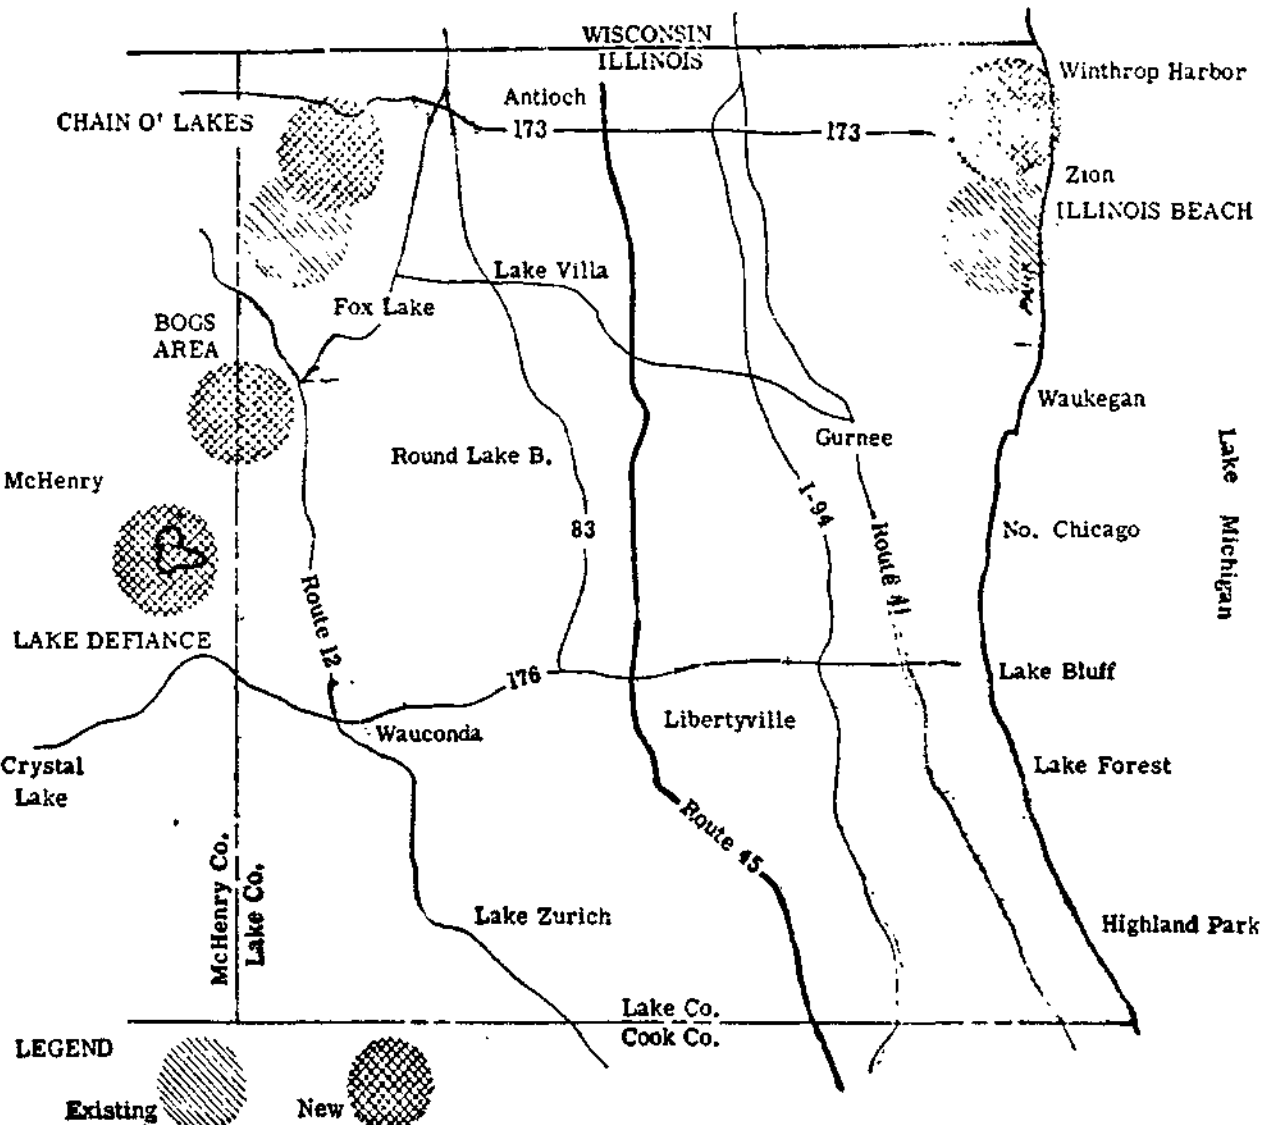 WISCONSIN
ILLINOIS
Winthrop Harbor
Antioch
CHAIN O' LAKES
173
173
Zion
ILLINOIS BEACH
Lake Villa
PARK
Fox Lake
BOGS
AREA
Waukegan
Gurnee
Round Lake B.
Lake Michigan
McHenry
I-94
83
No. Chicago
Route 41
Route 12
LAKE DEFIANCE
176
Lake Bluff
Libertyville
Wauconda
Crystal
Lake
Lake Forest
Route 45
McHenry Co.
Lake Co.
Lake Zurich
Highland Park
Lake Co.
Cook Co.
LEGEND
Existing
New